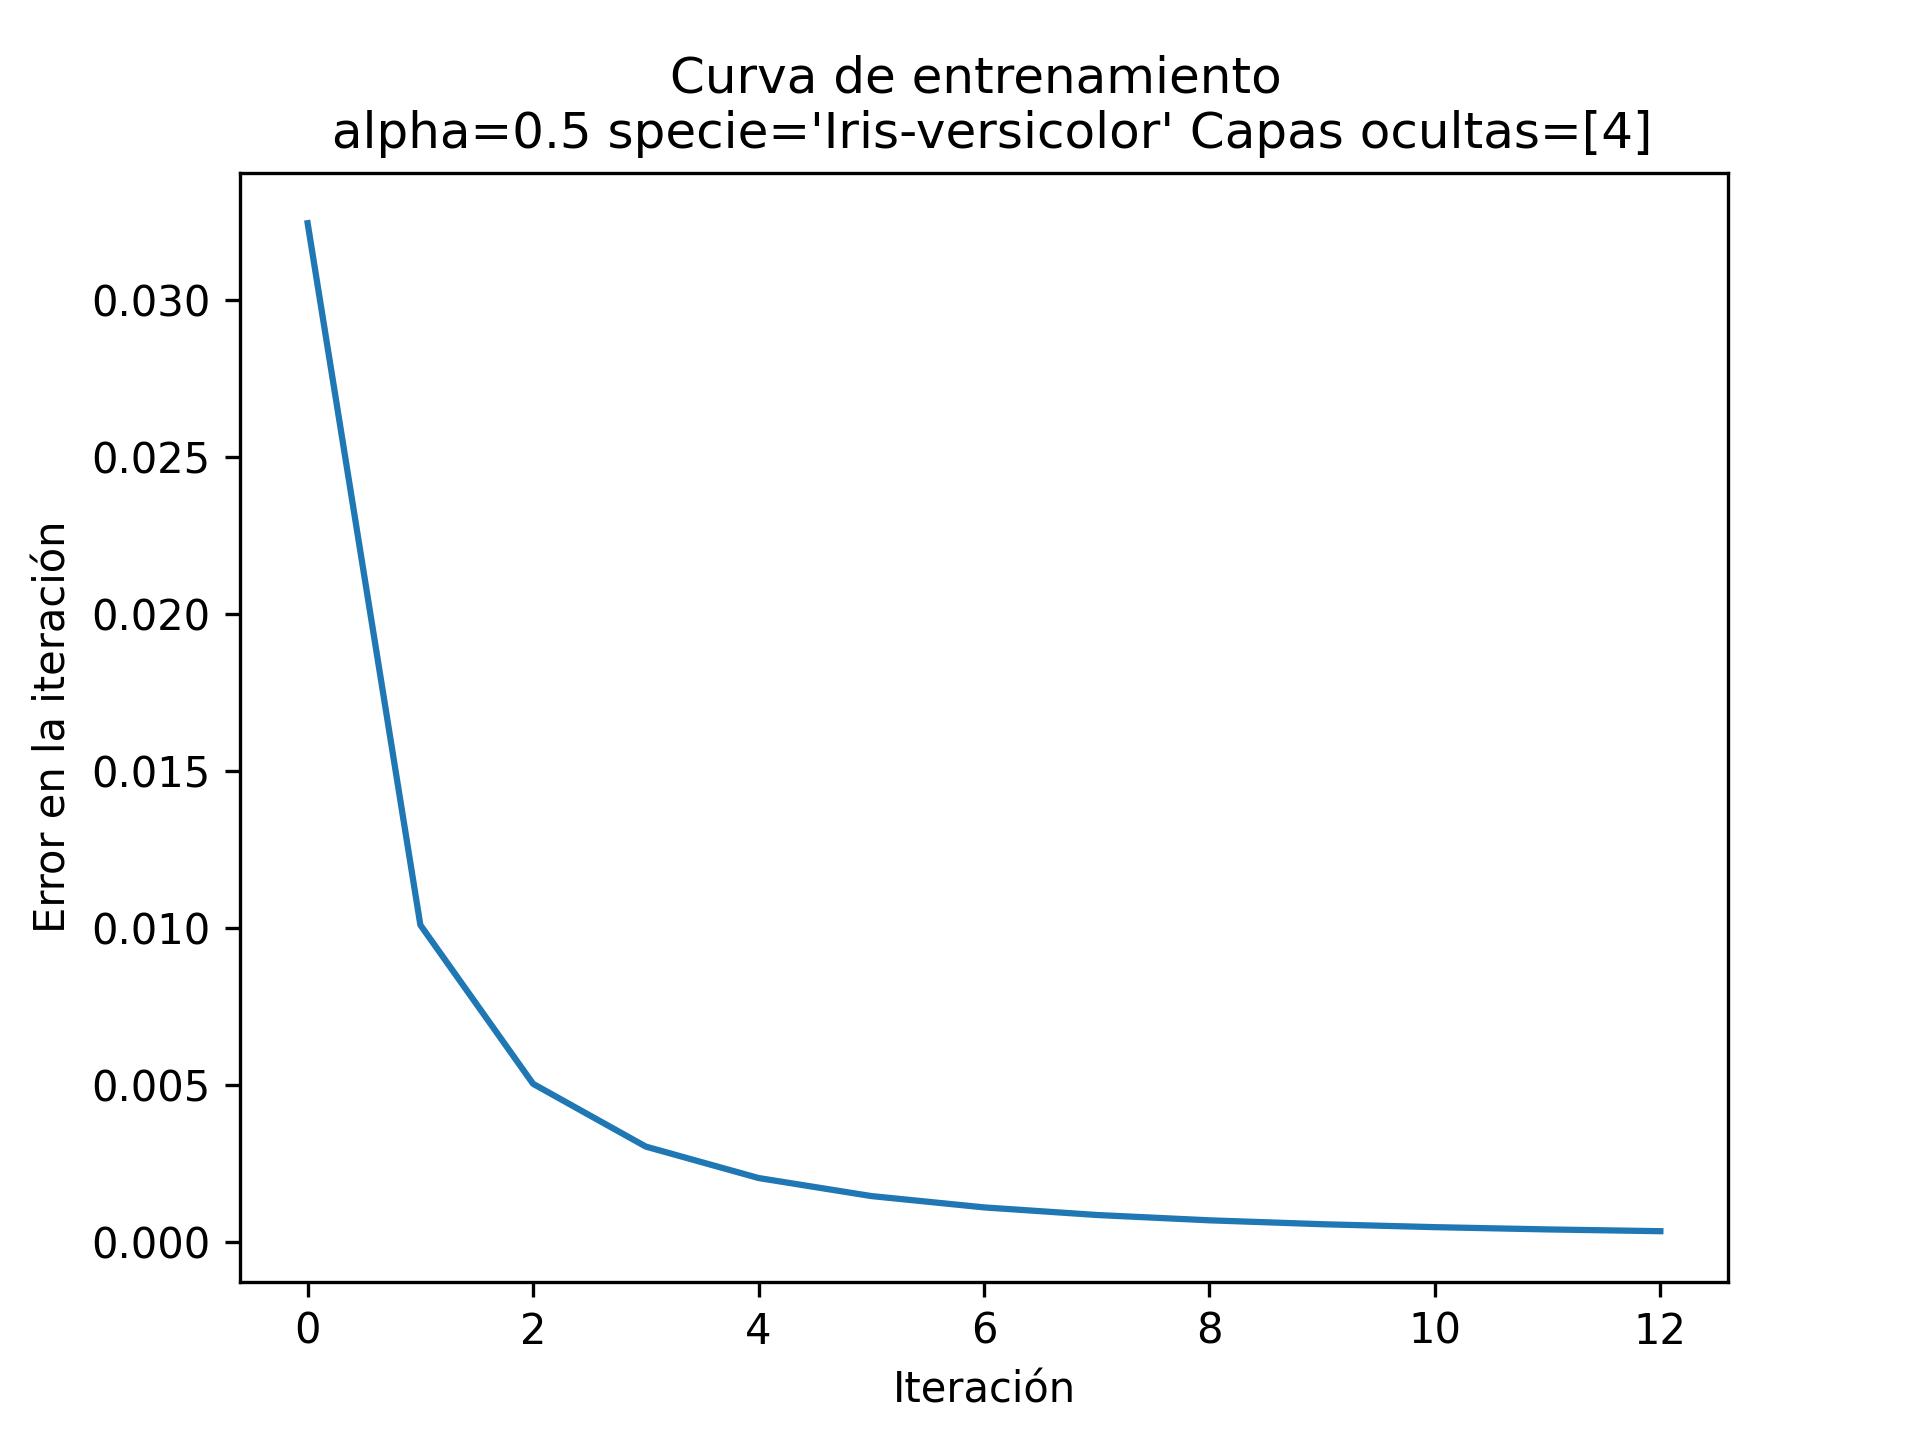 Curva de entrenamiento
alpha=0.5 specie='Iris-versicolor' Capas ocultas=[4]
Error en la iteración
0.030
0.025
0.020
0.015
0.010
0.005
0.000
0 2 4 6 8 10 12
Iteración